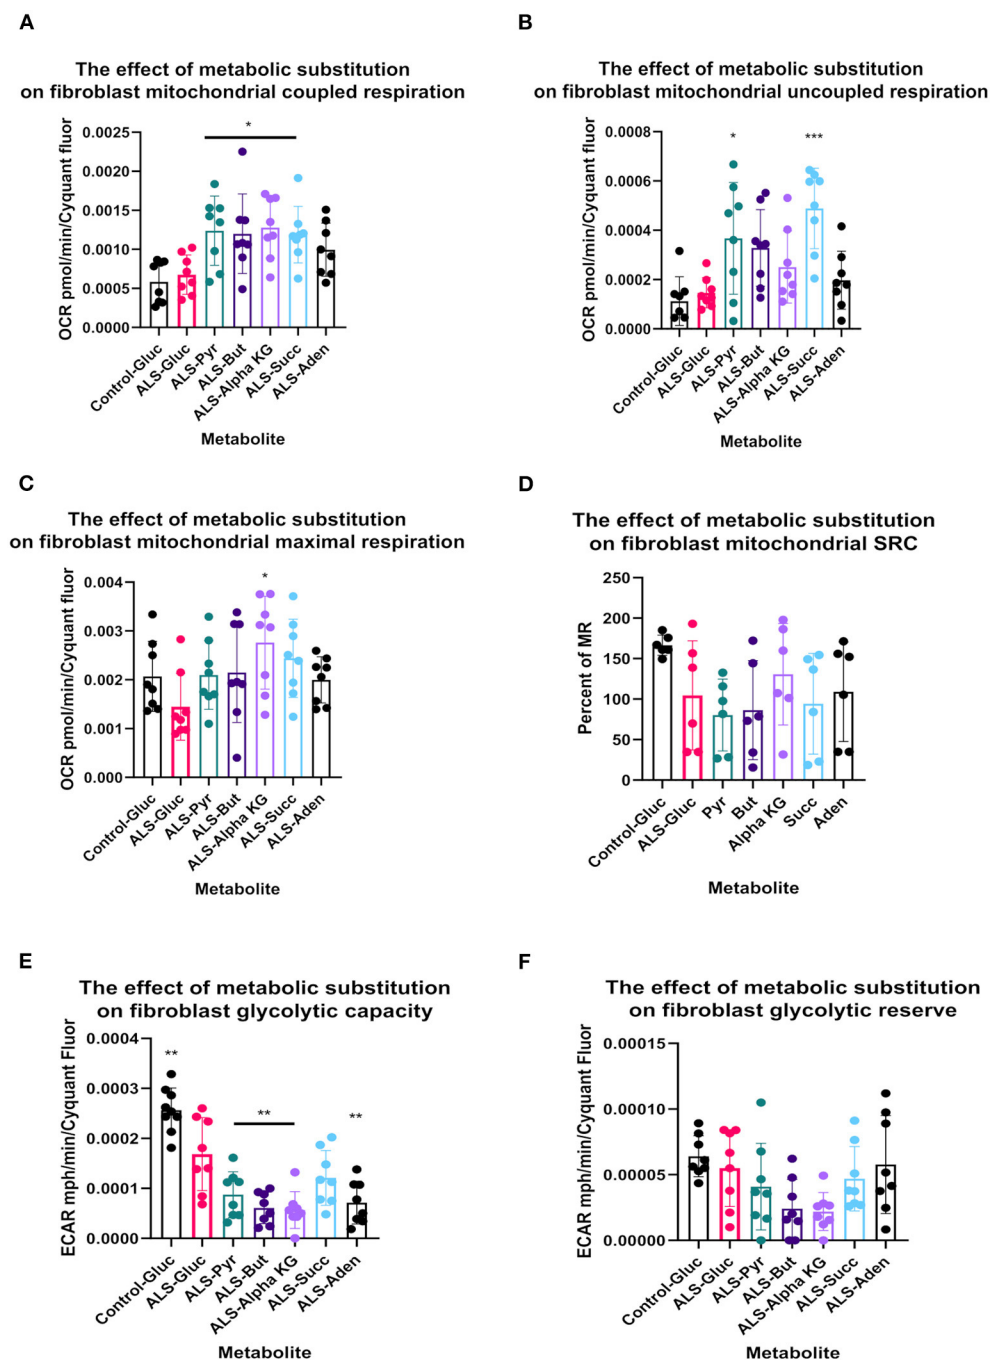 A
The effect of metabolic substitution
on fibroblast mitochondrial coupled respiration
OCR pmol/min/Cyquant fluor
0.0025
0.0020
0.0015
0.0010
0.0005
0.0000
*
Control-Gluc
ALS-Gluc
ALS-Pyr
ALS-But
ALS-Alpha KG
ALS-Succ
ALS-Aden
Metabolite
B
The effect of metabolic substitution
on fibroblast mitochondrial uncoupled respiration
OCR pmol/min/Cyquant fluor
0.0008
0.0006
0.0004
0.0002
0.0000
*
***
Control-Gluc
ALS-Gluc
ALS-Pyr
ALS-But
ALS-Alpha KG
ALS-Succ
ALS-Aden
Metabolite
C
The effect of metabolic substitution
on fibroblast mitochondrial maximal respiration
OCR pmol/min/Cyquant fluor
0.004
0.003
0.002
0.001
0.000
*
Control-Gluc
ALS-Gluc
ALS-Pyr
ALS-But
ALS-Alpha KG
ALS-Succ
ALS-Aden
Metabolite
D
The effect of metabolic substitution
on fibroblast mitochondrial SRC
Percent of MR
250
200
150
100
50
0
Control-Gluc
ALS-Gluc
Pyr
But
Alpha KG
Succ
Aden
Metabolite
E
The effect of metabolic substitution
on fibroblast glycolytic capacity
ECAR mph/min/Cyquant Fluor
0.0004
0.0003
0.0002
0.0001
0.0000
**
**
**
Control-Gluc
ALS-Gluc
ALS-Pyr
ALS-But
ALS-Alpha KG
ALS-Succ
ALS-Aden
Metabolite
F
The effect of metabolic substitution
on fibroblast glycolytic reserve
ECAR mph/min/Cyquant Fluor
0.00015
0.00010
0.00005
0.00000
Control-Gluc
ALS-Gluc
ALS-Pyr
ALS-But
ALS-Alpha KG
ALS-Succ
ALS-Aden
Metabolite